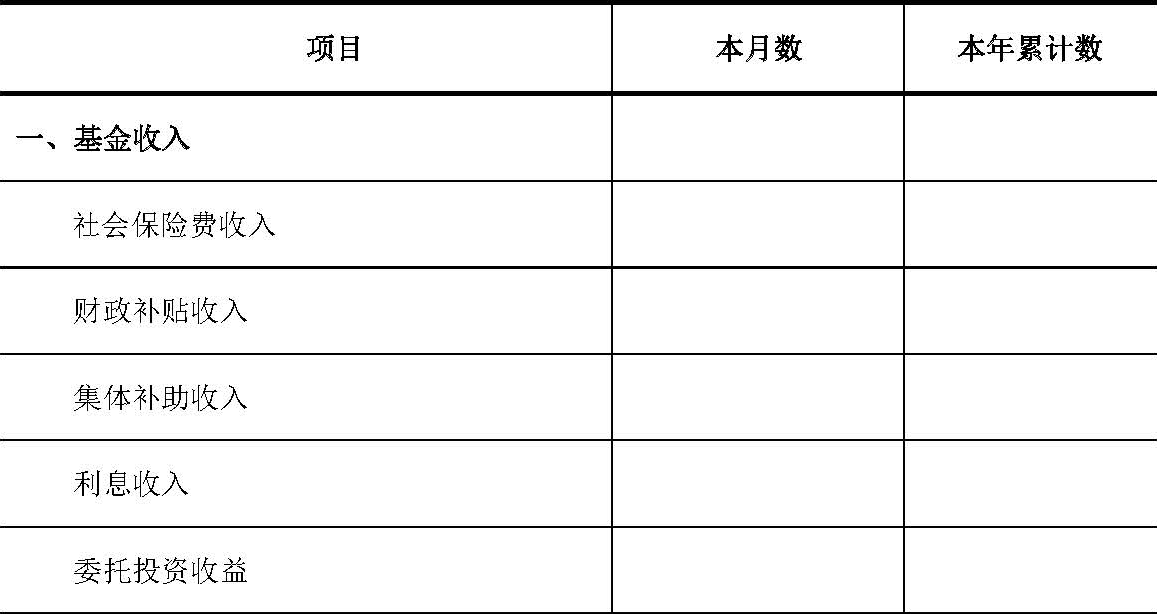 项目 本月数 本年累计数
一、基金收入
社会保险费收入
财政补贴收入
集体补助收入
利息收入
委托投资收益